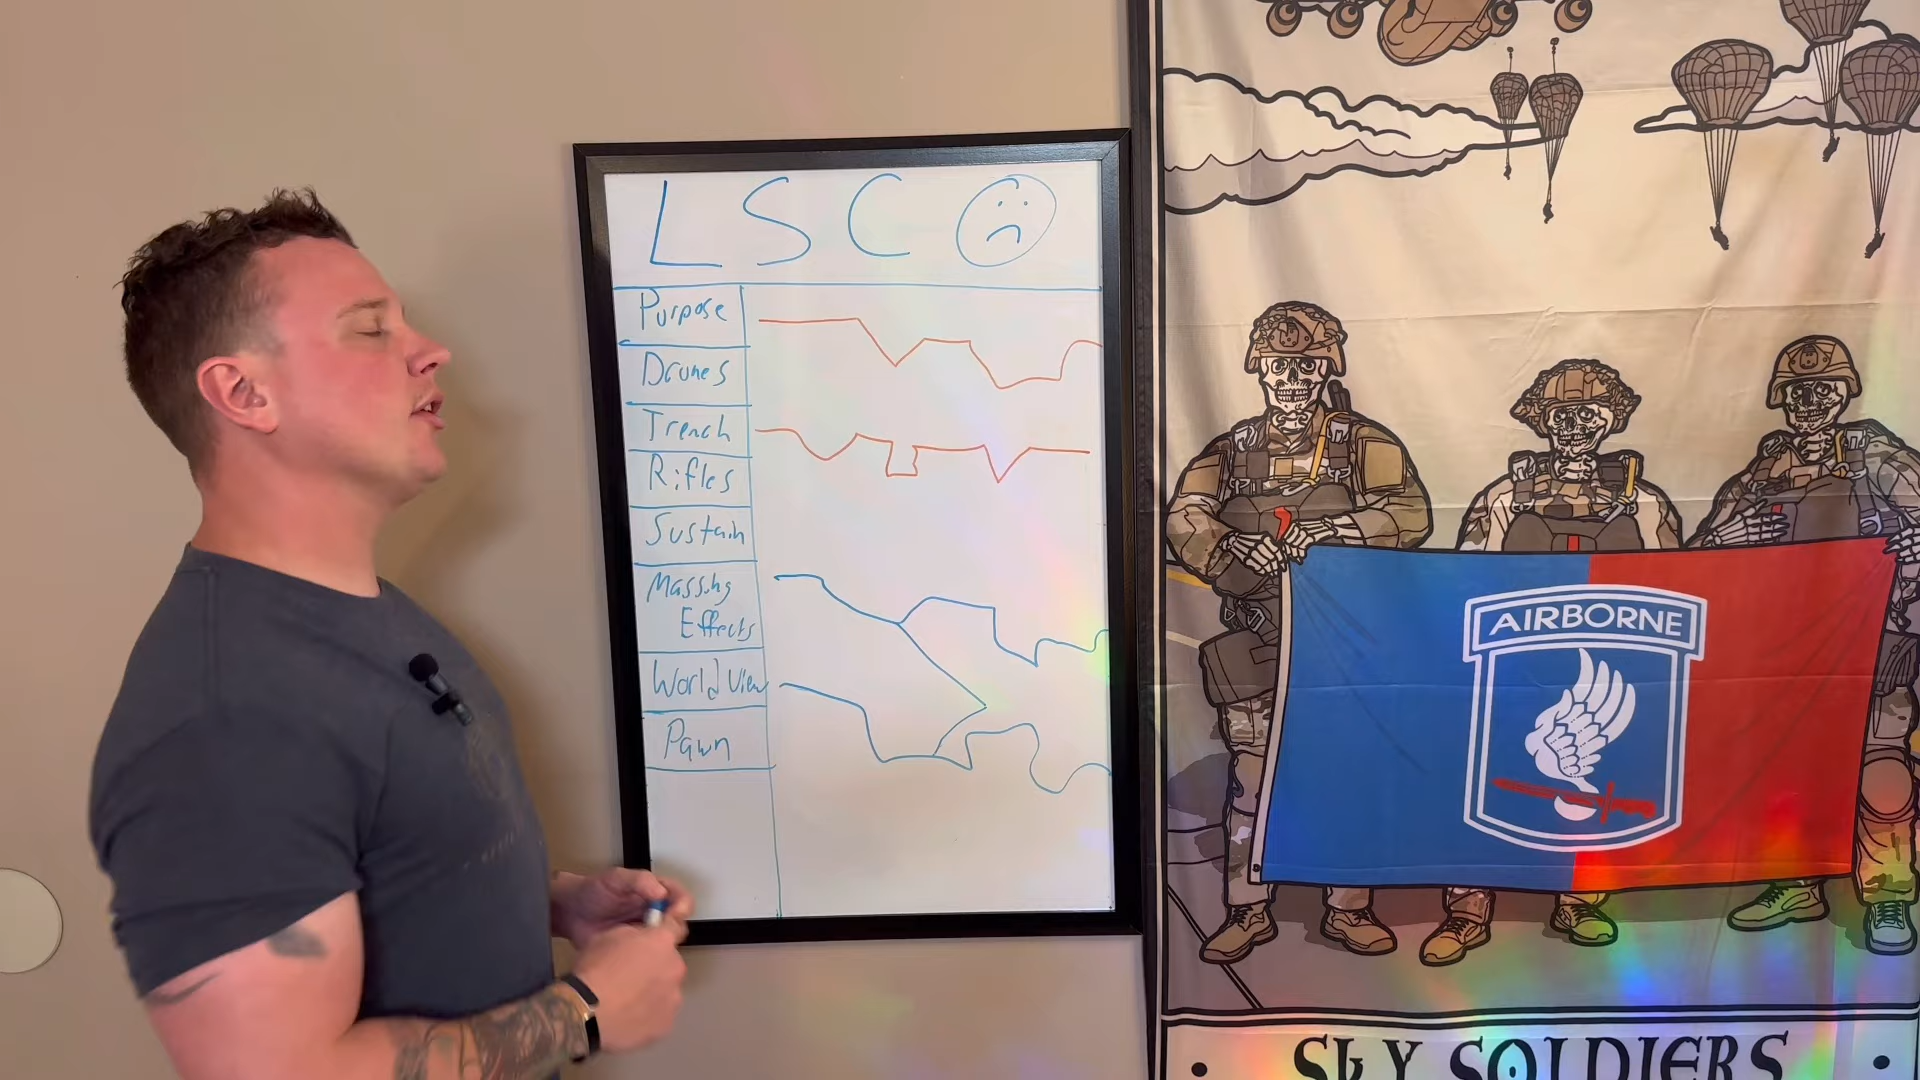 LSC
Purpose
Drones
Trench
Rifles
Sustain
Massing
Effects
World View
Pawn
AIRBORNE
SKY SOLDIERS